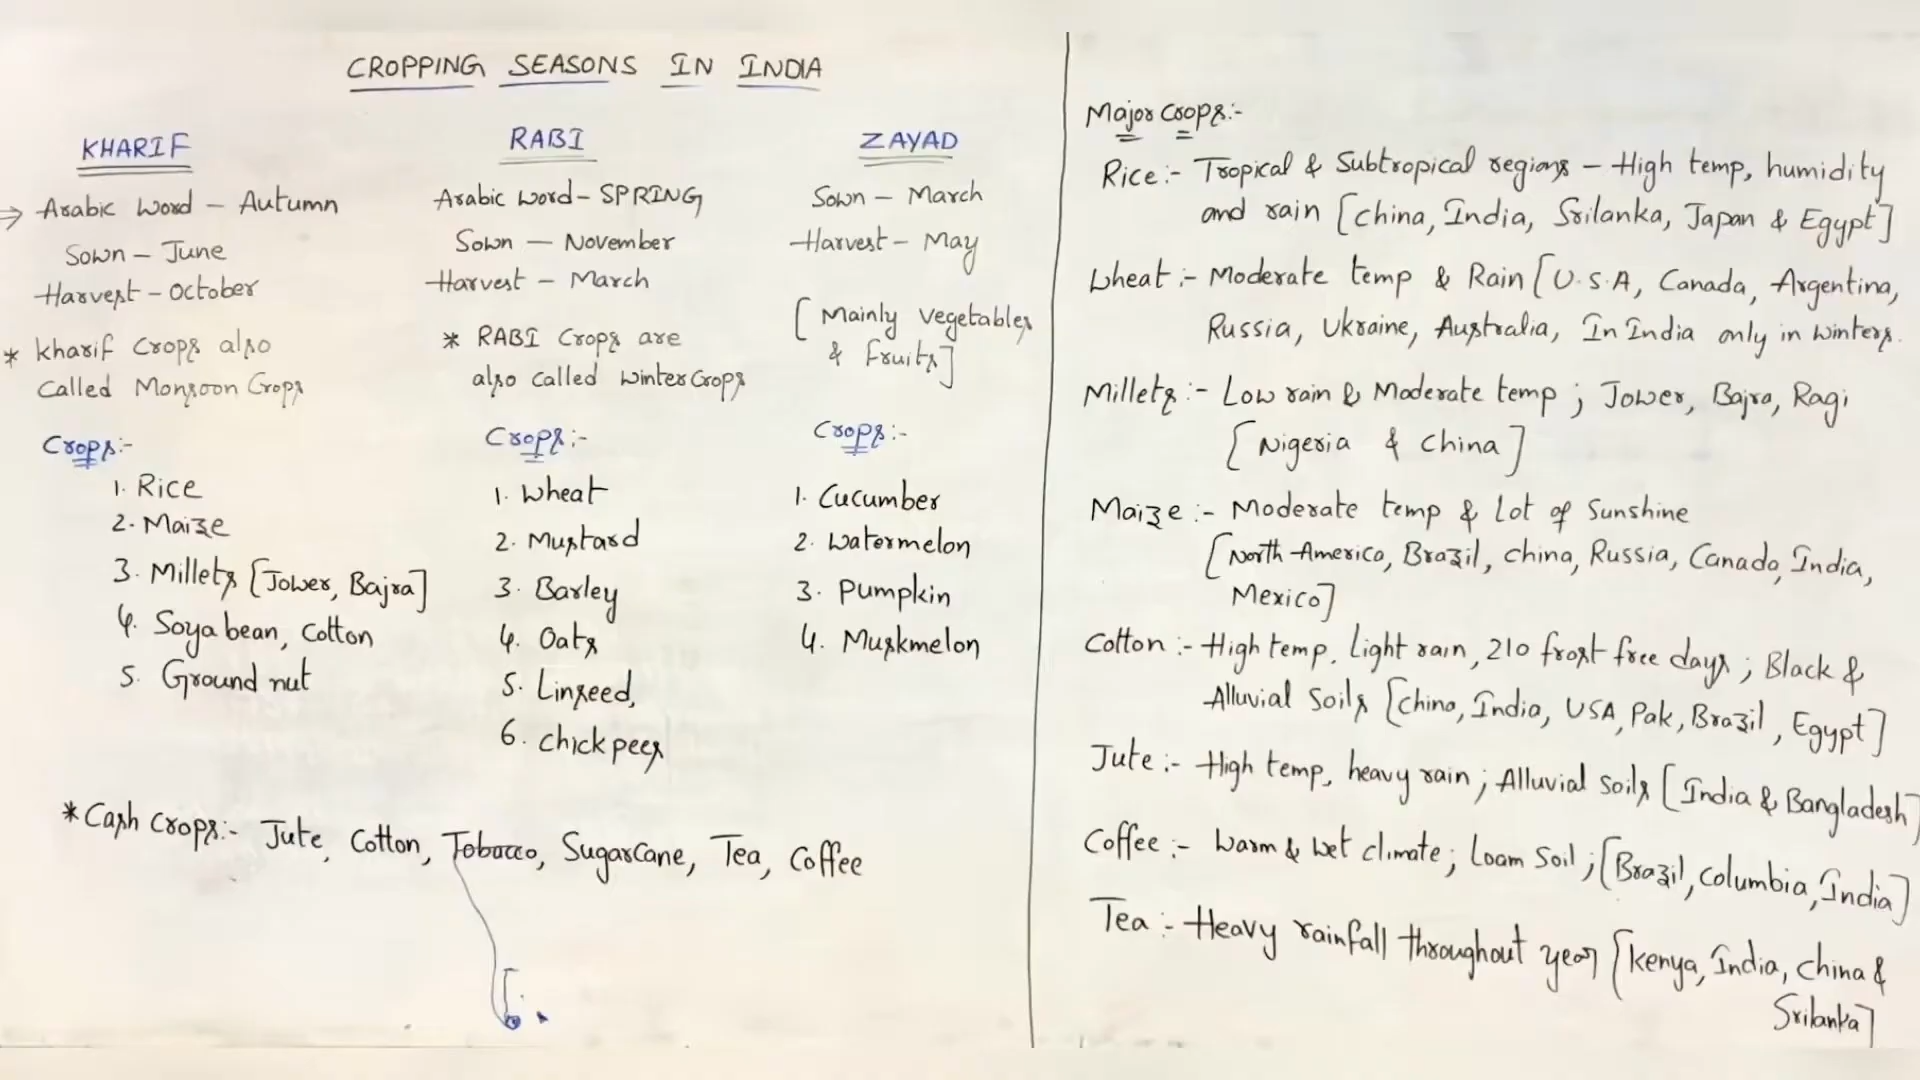 CROPPING SEASONS IN INDIA
KHARIF
⇒ Arabic word - Autumn
Sown - June
Harvest - October
* kharif Crops also
called Monsoon Crops
Crops:-
1. Rice
2. Maize
3. Millets [Jower, Bajra]
4. Soyabean, Cotton
5. Ground nut
RABI
Arabic word - SPRING
Sown - November
Harvest - March
* RABI Crops are
also called winter Crops
Crops:-
1. Wheat
2. Mustard
3. Barley
4. Oats
5. Linseed,
6. Chick pees
ZAYAD
Sown - March
Harvest - May
[Mainly vegetables
& Fruits]
Crops:-
1. Cucumber
2. Watermelon
3. Pumpkin
4. Muskmelon
* Cash crops:- Jute, Cotton, Tobacco, Sugarcane, Tea, Coffee
Major Crops:-
Rice:- Tropical & Subtropical regions - High temp, humidity
and rain [China, India, Srilanka, Japan & Egypt]
Wheat:- Moderate temp & Rain [U.S.A, Canada, Argentina,
Russia, Ukraine, Australia, In India only in winters.
Millets:- Low rain & Moderate temp; Jower, Bajra, Ragi
[Nigeria & China]
Maize:- Moderate temp & Lot of Sunshine
[North America, Brazil, China, Russia, Canada, India,
Mexico]
Cotton:- High temp, Light rain, 210 frost free days; Black &
Alluvial Soils [China, India, USA, Pak, Brazil, Egypt]
Jute:- High temp, heavy rain; Alluvial Soils [India & Bangladesh]
Coffee:- Warm & wet climate; Loam Soil; [Brazil, Columbia, India]
Tea:- Heavy rainfall throughout year [Kenya, India, China &
Srilanka]